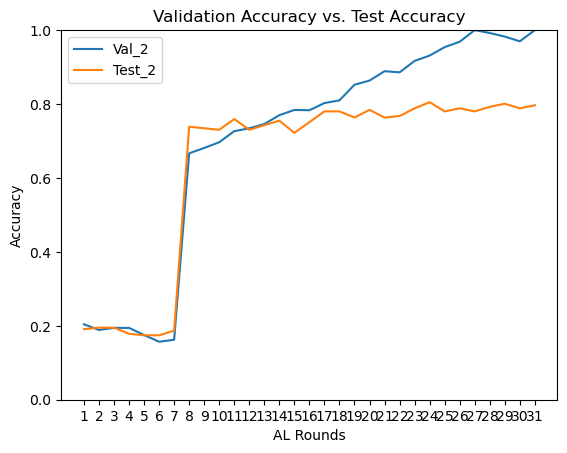 Validation Accuracy vs. Test Accuracy
Val_2
Test_2
1.0
0.8
0.6
0.4
0.2
0.0
Accuracy
1 2 3 4 5 6 7 8 9 10 11 12 13 14 15 16 17 18 19 20 21 22 23 24 25 26 27 28 29 30 31
AL Rounds